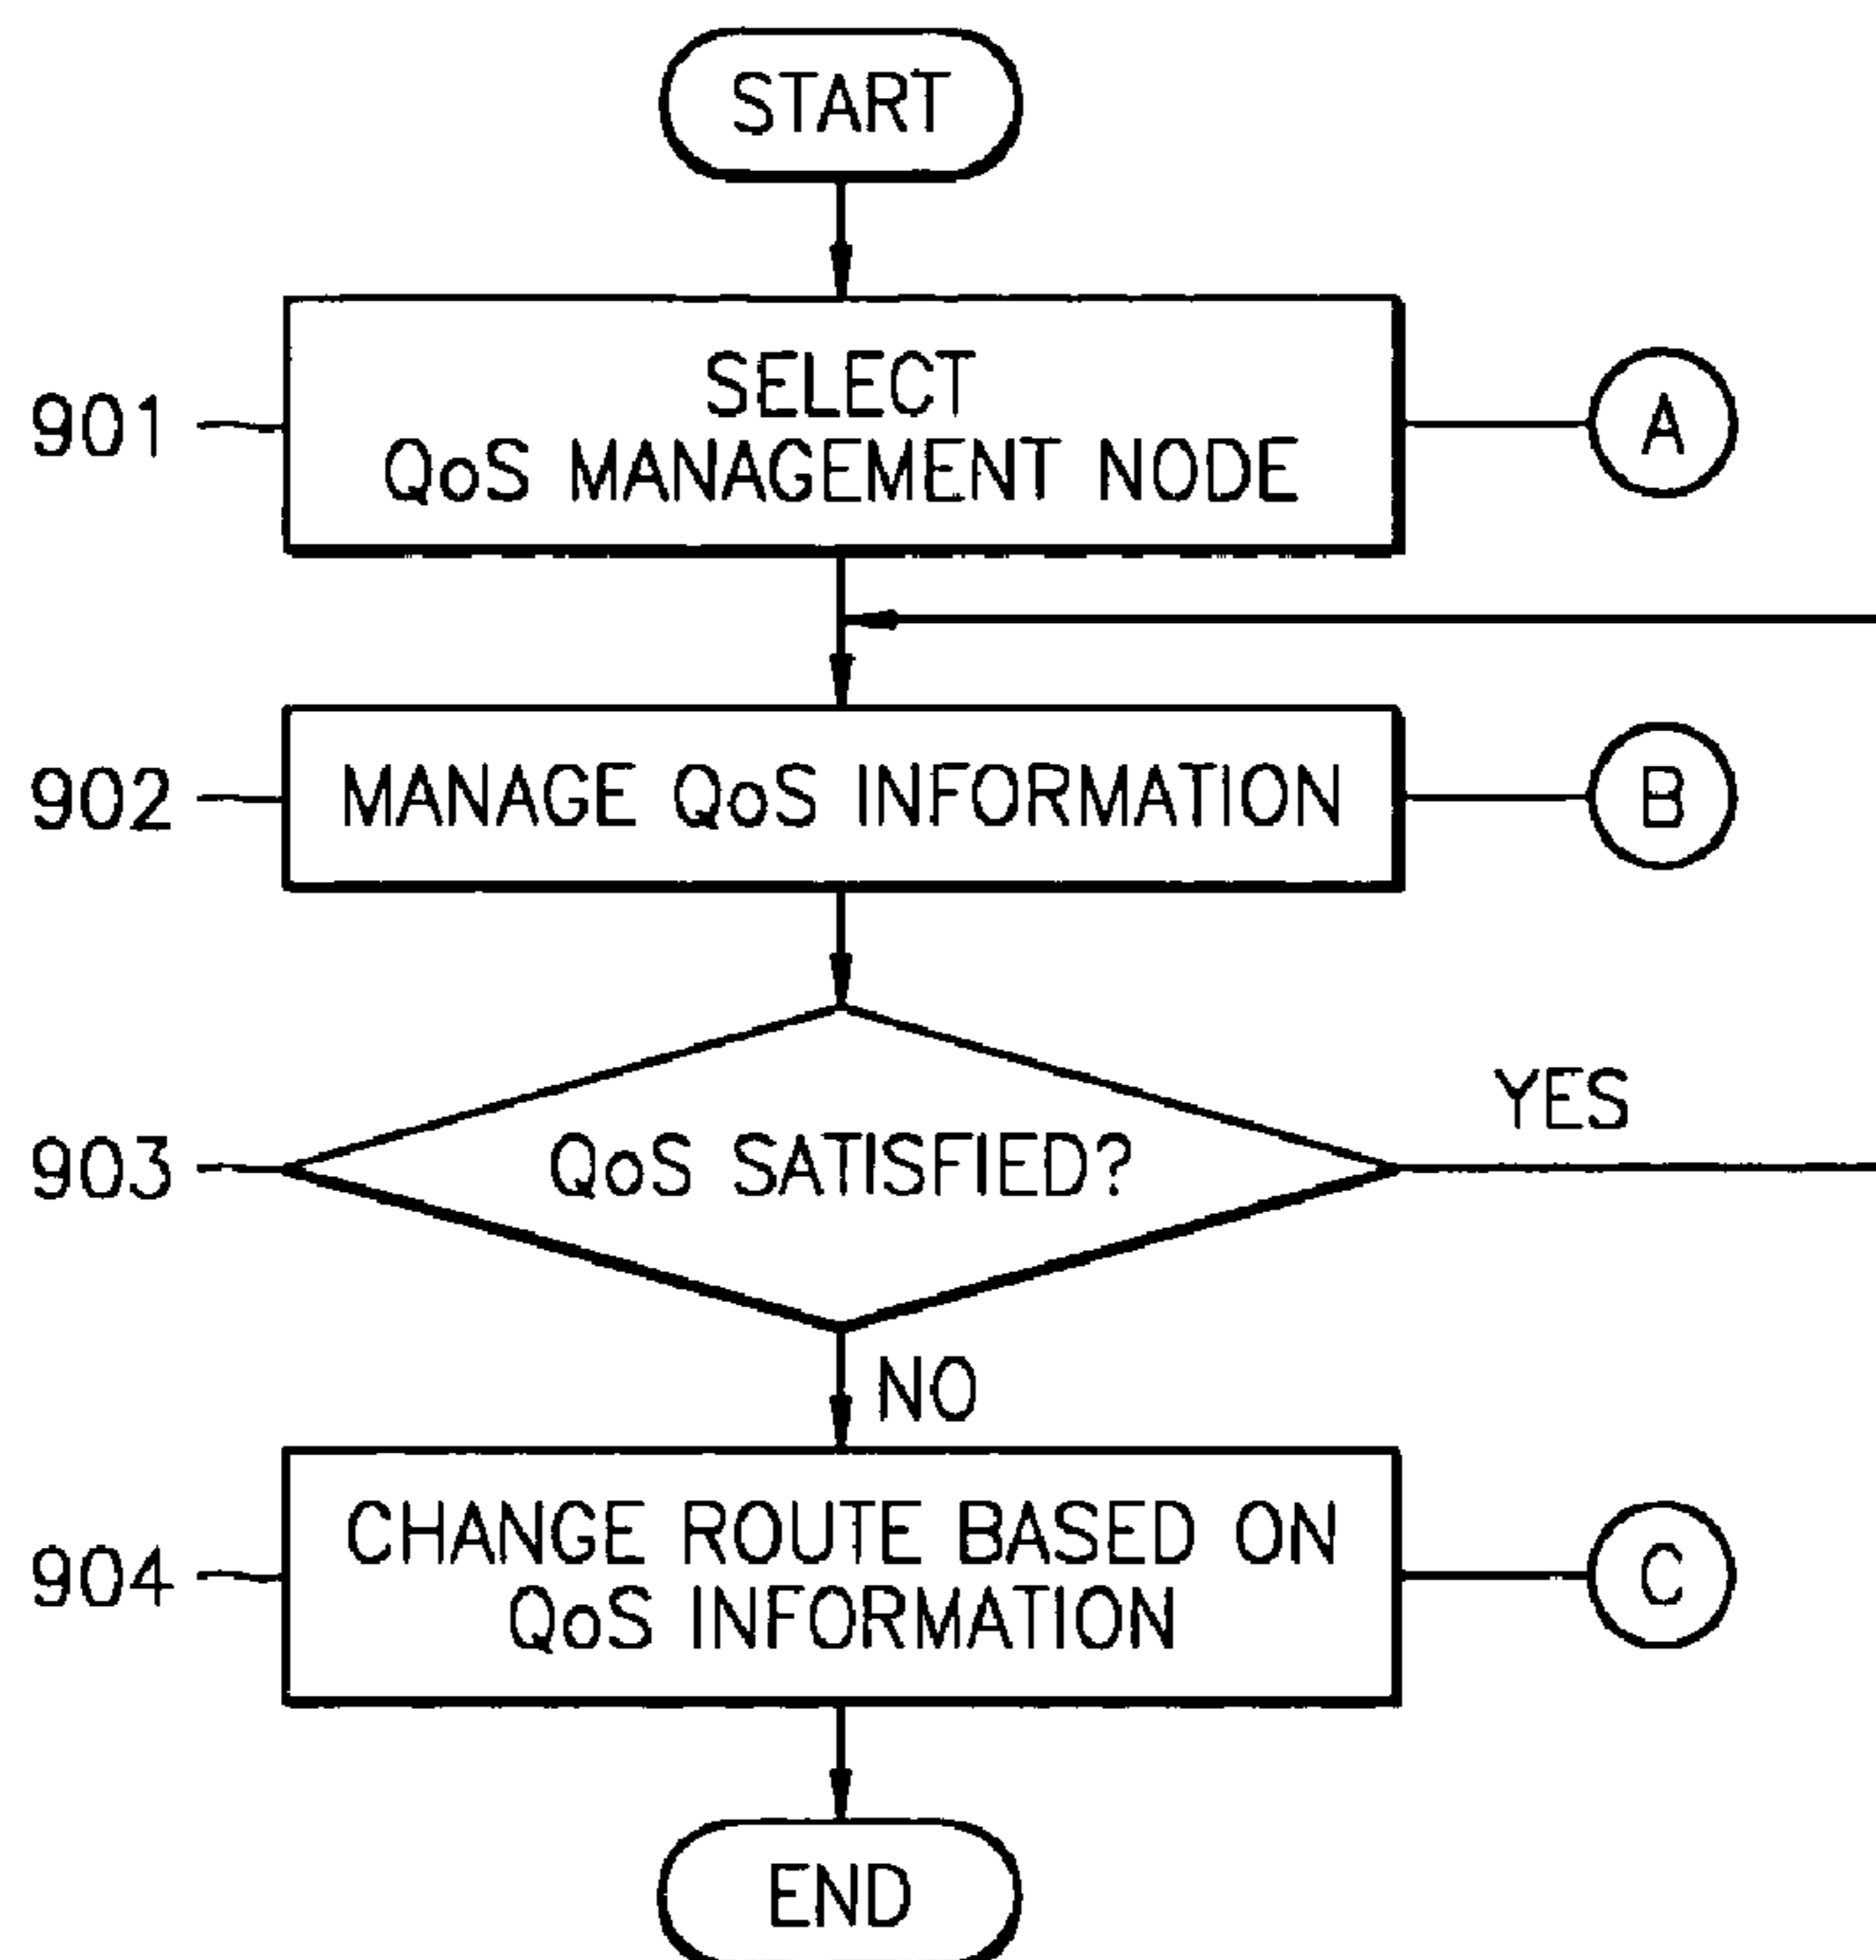 START
901
SELECT
QoS MANAGEMENT NODE
A
902
MANAGE QoS INFORMATION
B
YES
903
QoS SATISFIED?
NO
904
CHANGE ROUTE BASED ON
QoS INFORMATION
C
END